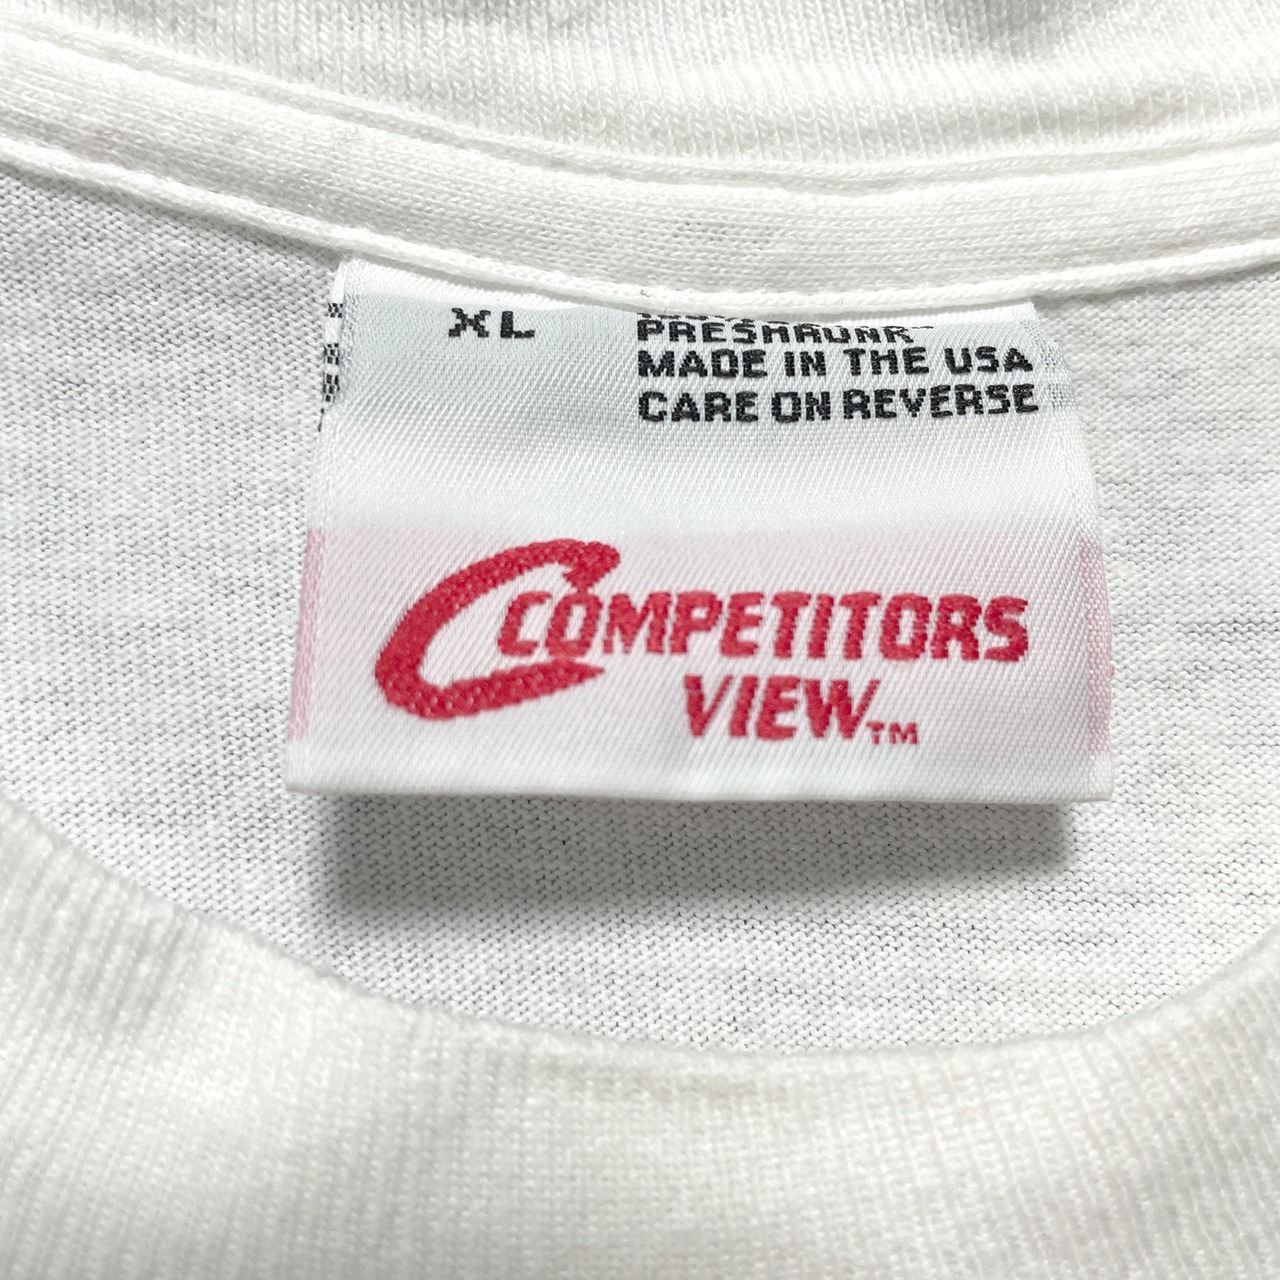 XL
PRESHRUNK
MADE IN THE USA
CARE ON REVERSE
COMPETITORS
VIEW™